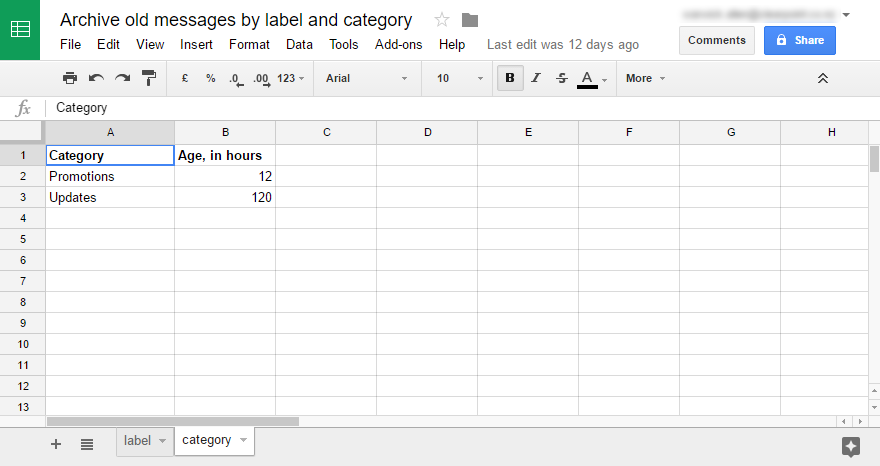 Archive old messages by label and category
File Edit View Insert Format Data Tools Add-ons Help Last edit was 12 days ago
Comments Share
£ % .0 .00 123 Arial 10 B I S A More
fx Category
A B C D E F G H
1 Category Age, in hours
2 Promotions 12
3 Updates 120
4
5
6
7
8
9
10
11
12
13
+ label category